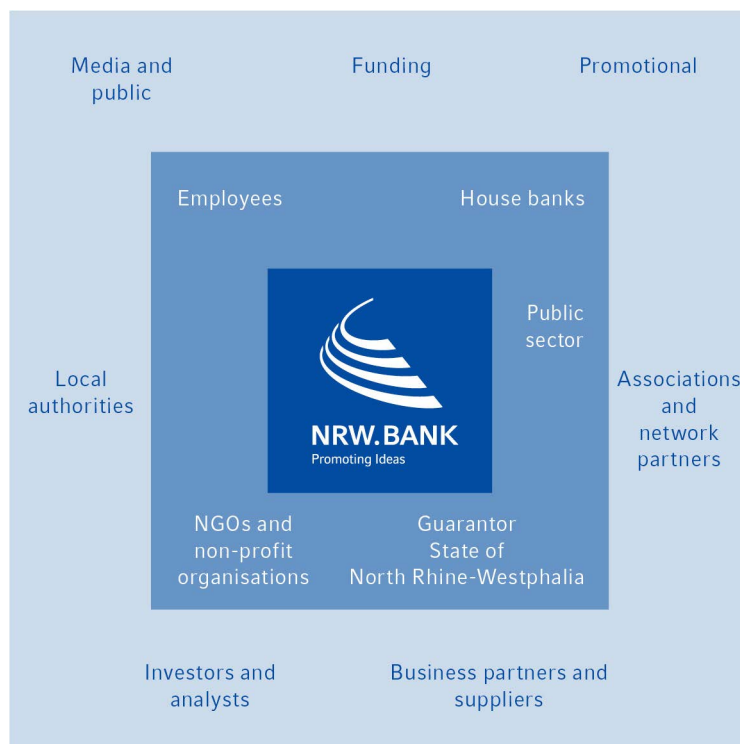 Media and
public
Funding
Promotional
Employees
House banks
Public
sector
Local
authorities
NRW.BANK
Promoting Ideas
Associations
and
network
partners
NGOs and
non-profit
organisations
Guarantor
State of
North Rhine-Westphalia
Investors and
analysts
Business partners and
suppliers